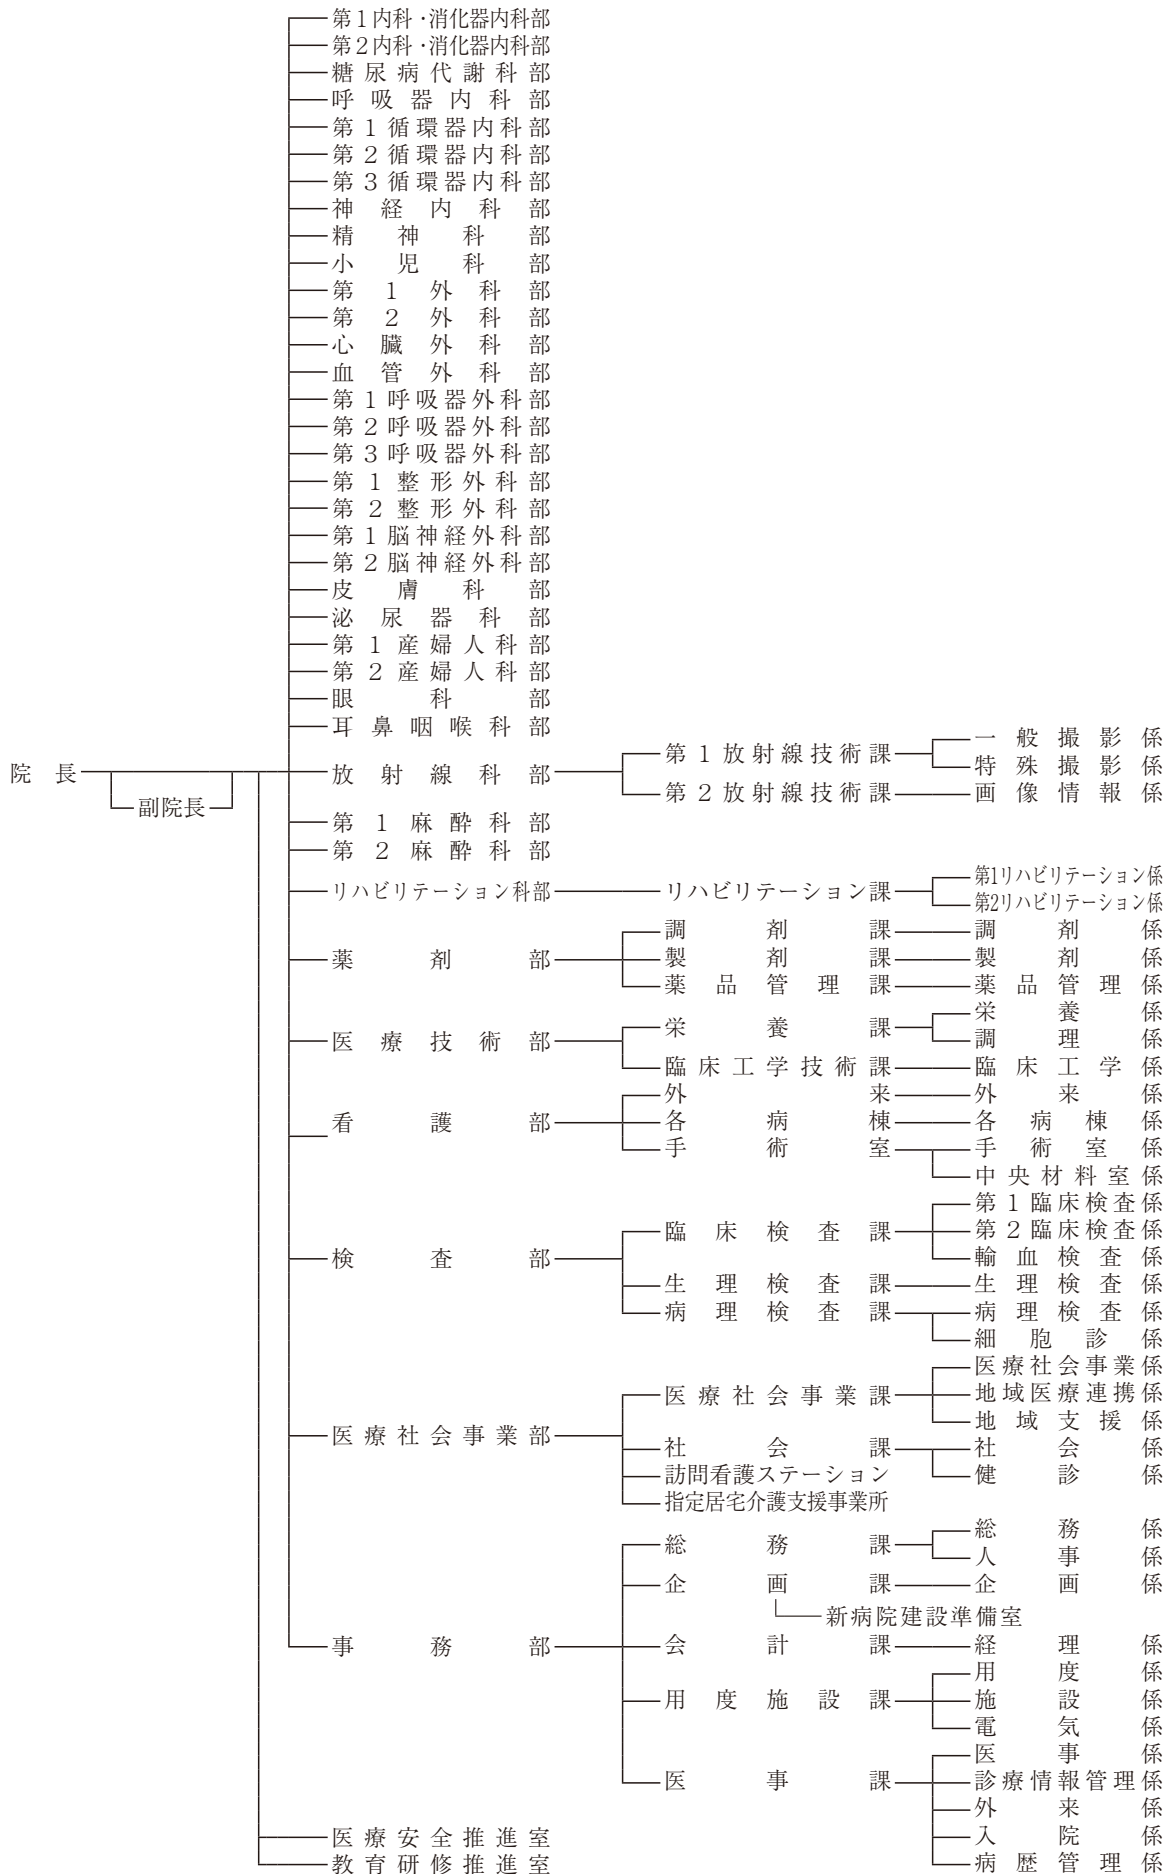 第1内科・消化器内科部
第2内科・消化器内科部
糖尿病代謝科部
呼吸器内科部
第1循環器内科部
第2循環器内科部
第3循環器内科部
神経内科部
精神科部
小児科部
第1外科部
第2外科部
心臓外科部
血管外科部
第1呼吸器外科部
第2呼吸器外科部
第3呼吸器外科部
第1整形外科部
第2整形外科部
第1脳神経外科部
第2脳神経外科部
皮膚科部
泌尿器科部
第1産婦人科部
第2産婦人科部
眼科部
耳鼻咽喉科部
院長
副院長
放射線科部
第1放射線技術課
一般撮影係
特殊撮影係
第2放射線技術課
画像情報係
第1麻酔科部
第2麻酔科部
リハビリテーション科部
リハビリテーション課
第1リハビリテーション係
第2リハビリテーション係
薬剤部
調剤課
調剤係
製剤課
製剤係
薬品管理課
薬品管理係
医療技術部
栄養課
栄養係
調理係
臨床工学技術課
臨床工学係
看護部
外来
外来係
各病棟
各病棟係
手術室
手術室係
中央材料室係
検査部
臨床検査課
第1臨床検査係
第2臨床検査係
輸血検査係
生理検査課
生理検査係
病理検査課
病理検査係
細胞診係
医療社会事業部
医療社会事業課
医療社会事業係
地域医療連携係
地域支援係
社会課
社会係
健診係
訪問看護ステーション
指定居宅介護支援事業所
事務部
総務課
総務係
人事係
企画課
企画係
新病院建設準備室
会計課
経理係
用度施設課
用度係
施設係
電気係
医事課
医事係
診療情報管理係
外来係
入院係
病歴管理係
医療安全推進室
教育研修推進室